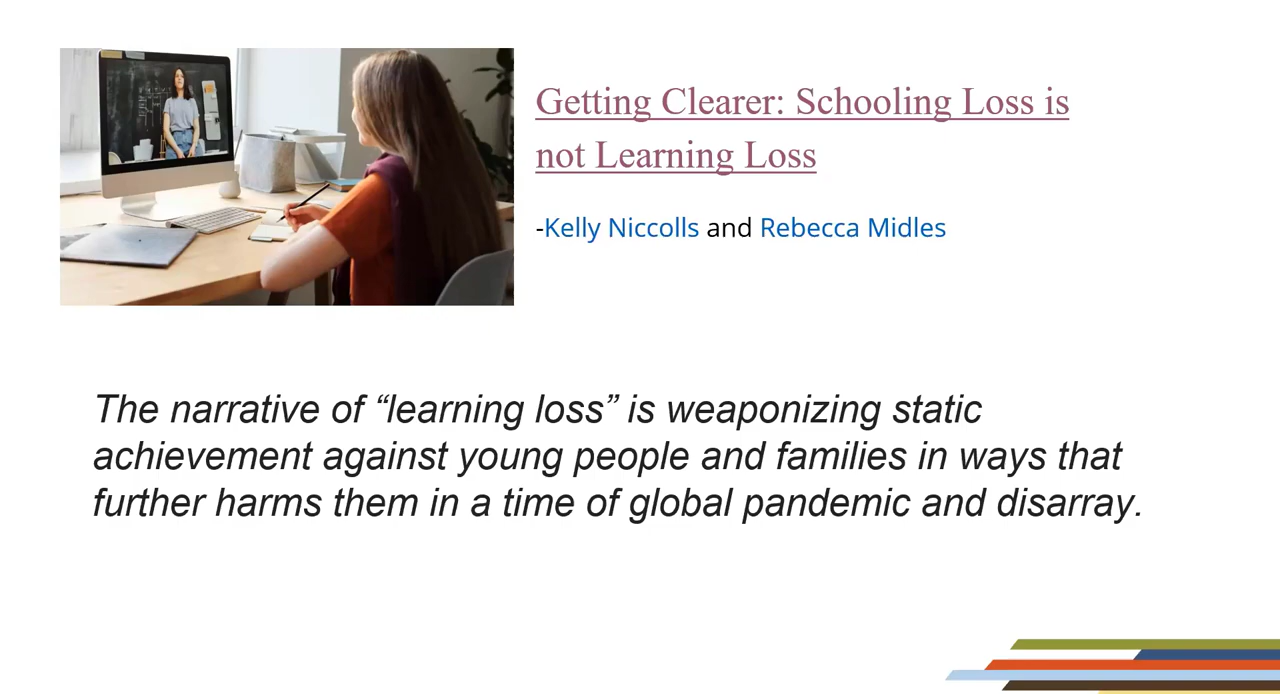 Getting Clearer: Schooling Loss is
not Learning Loss
-Kelly Niccolls and Rebecca Midles
The narrative of “learning loss” is weaponizing static
achievement against young people and families in ways that
further harms them in a time of global pandemic and disarray.